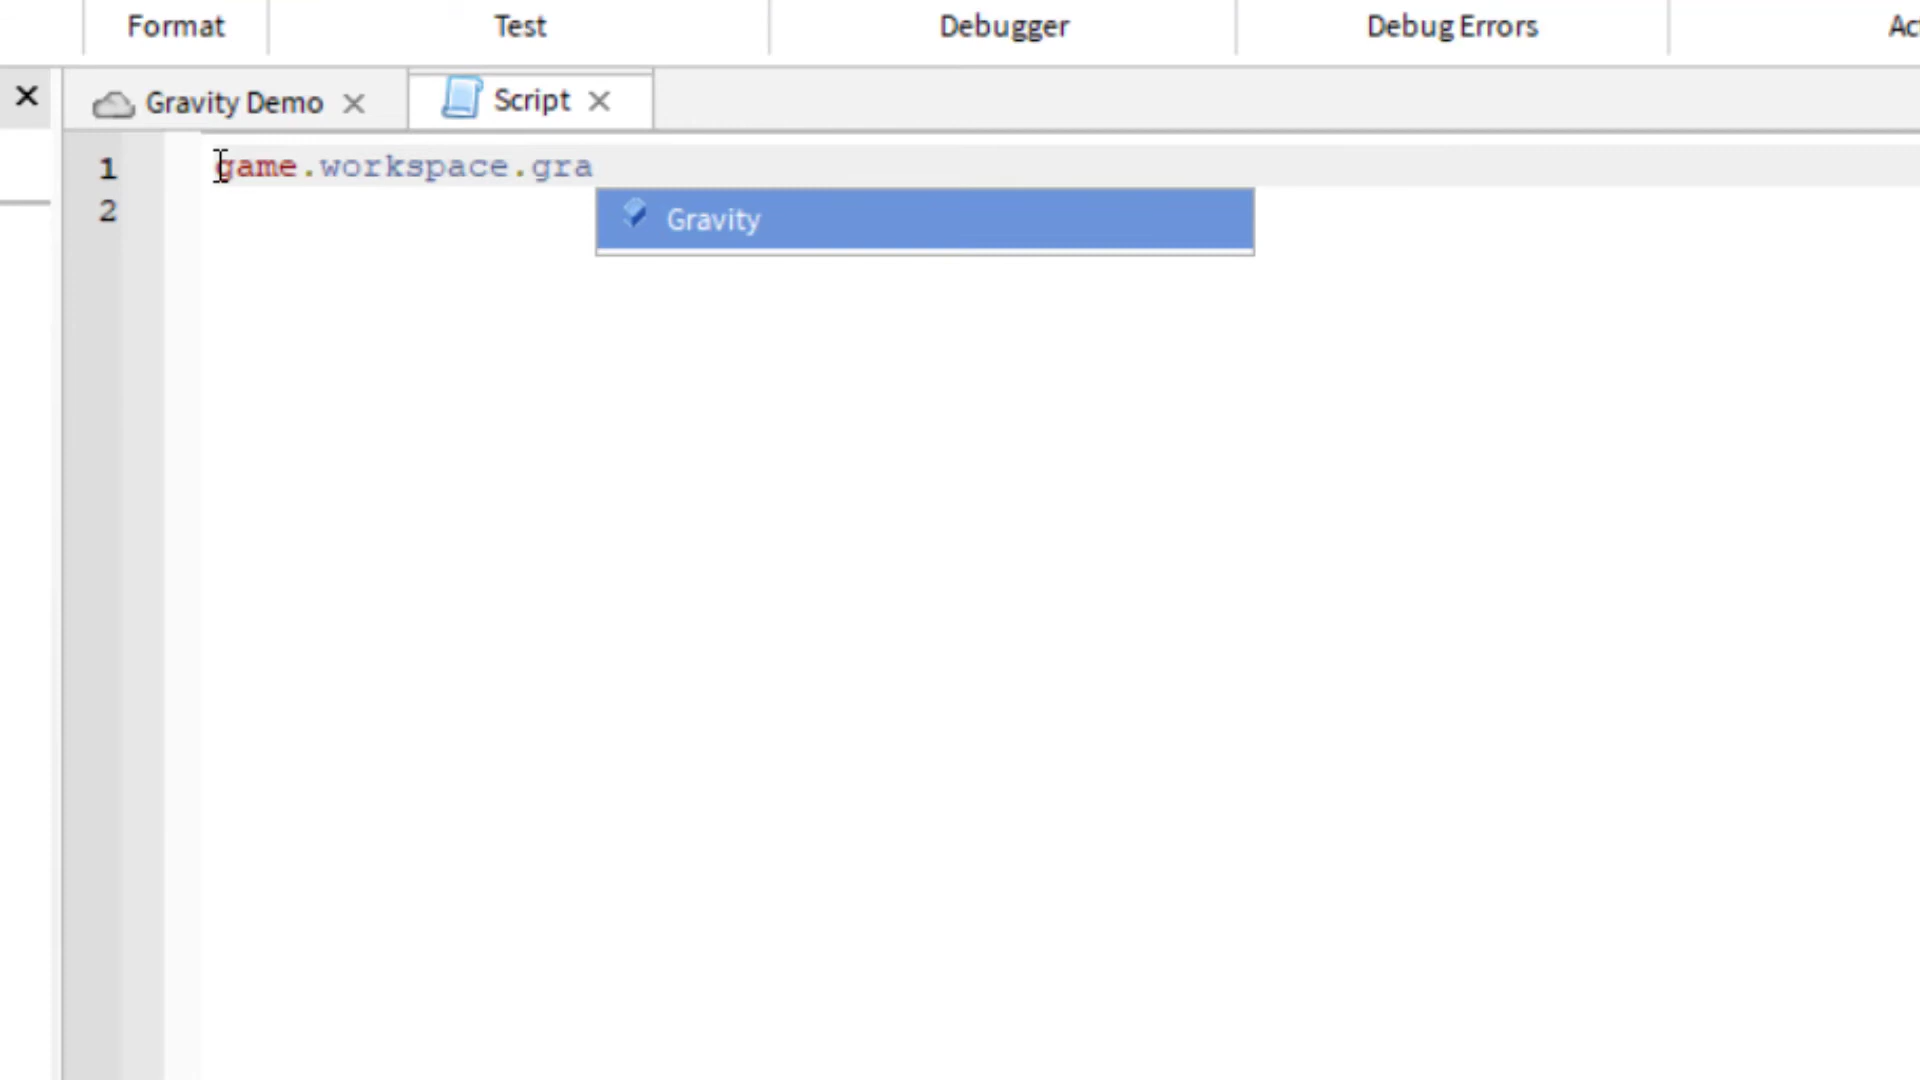 Format Test Debugger Debug Errors
Gravity Demo Script
1 game.workspace.gra
Gravity
2